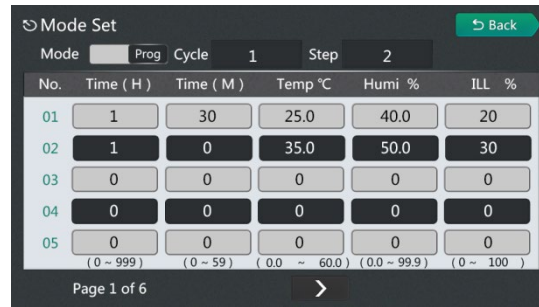 Mode Set Back
Mode Prog Cycle 1 Step 2
No. Time ( H ) Time ( M ) Temp ℃ Humi % ILL %
01 1 30 25.0 40.0 20
02 1 0 35.0 50.0 30
03 0 0 0 0 0
04 0 0 0 0 0
05 0 0 0 0 0
( 0 ~ 999 ) ( 0 ~ 59 ) ( 0.0 ~ 60.0 ) ( 0.0 ~ 99.9 ) ( 0 ~ 100 )
Page 1 of 6